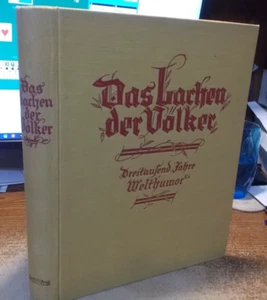 Das
Lachen
der
Völker
Das Lachen
der Völker
Dreitausend Jahre
Welthumor